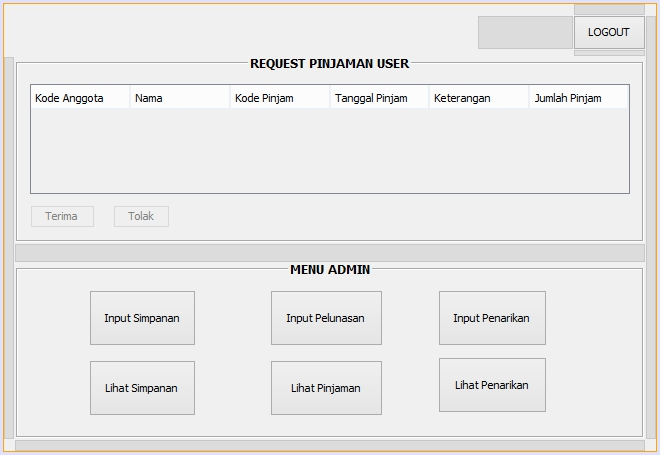 LOGOUT
REQUEST PINJAMAN USER
Kode Anggota Nama Kode Pinjam Tanggal Pinjam Keterangan Jumlah Pinjam
Terima Tolak
MENU ADMIN
Input Simpanan Input Pelunasan Input Penarikan
Lihat Simpanan Lihat Pinjaman Lihat Penarikan